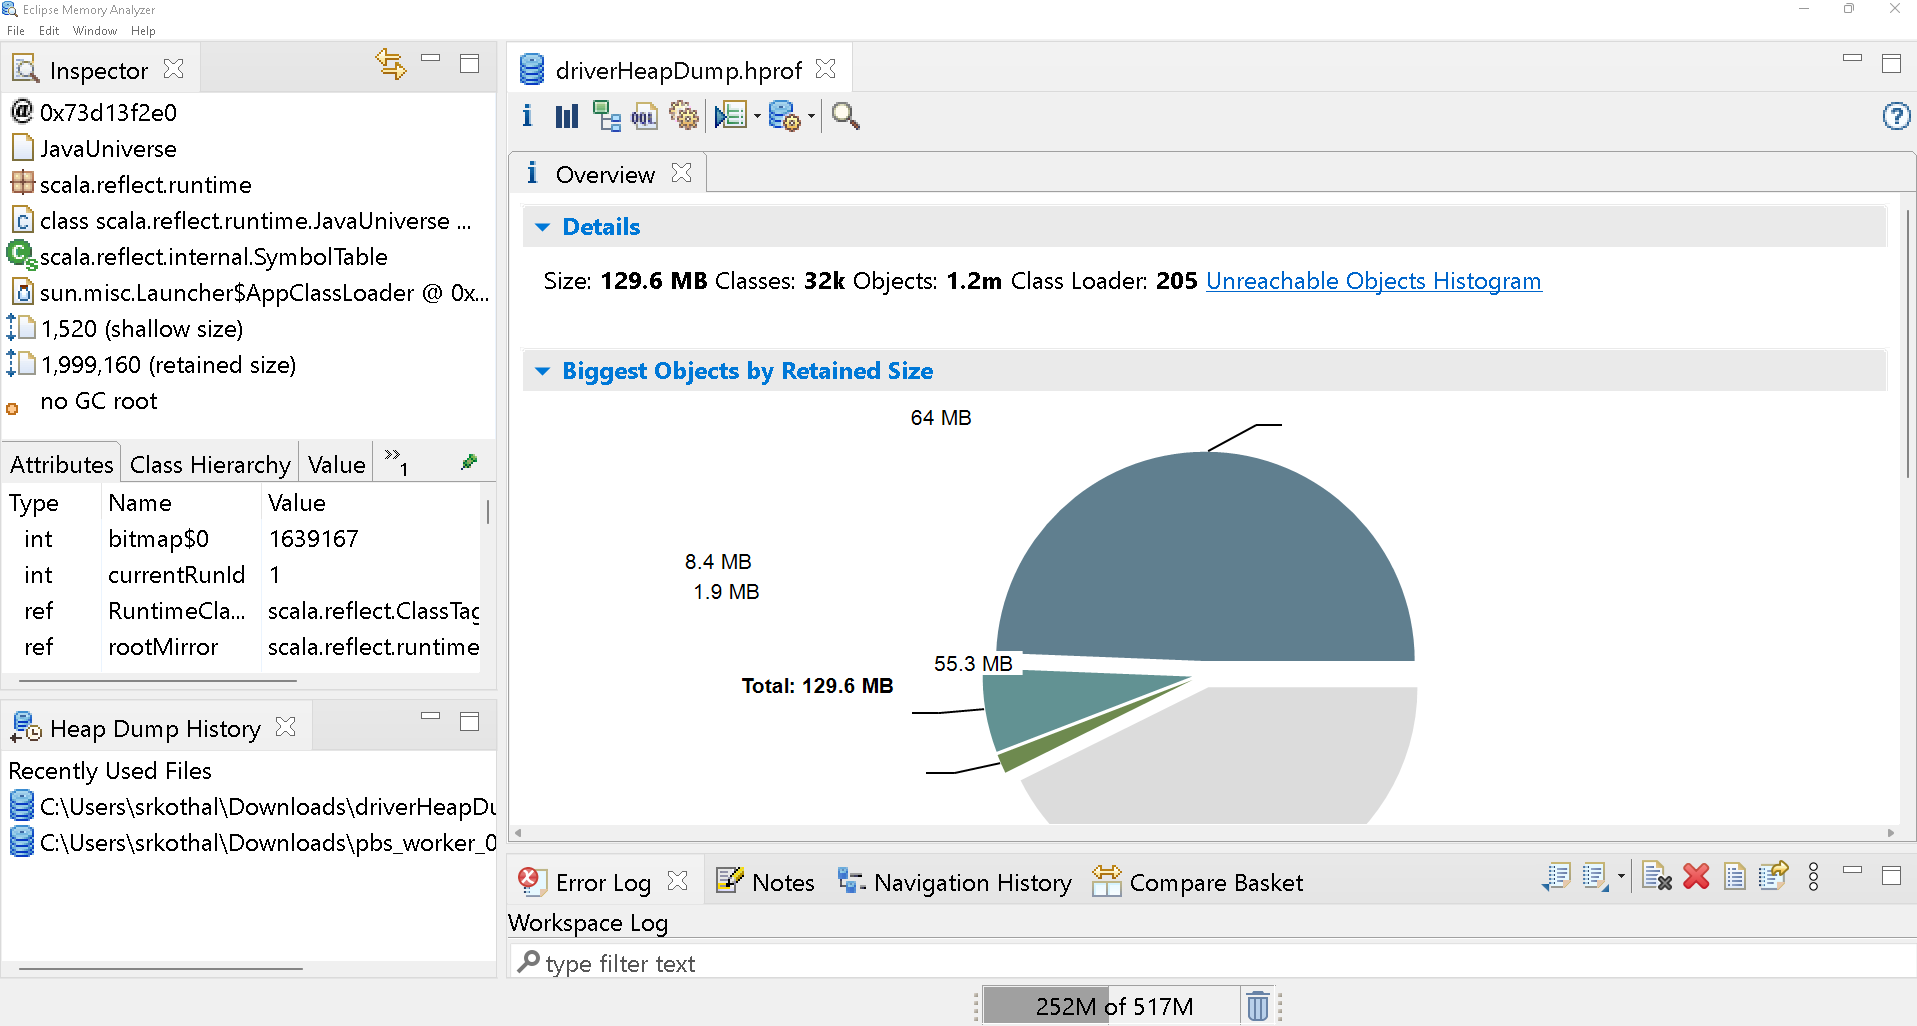 Eclipse Memory Analyzer
File Edit Window Help
Inspector
@ 0x73d13f2e0
JavaUniverse
scala.reflect.runtime
class scala.reflect.runtime.JavaUniverse ...
scala.reflect.internal.SymbolTable
sun.misc.Launcher$AppClassLoader @ 0x...
1,520 (shallow size)
1,999,160 (retained size)
no GC root
Attributes Class Hierarchy Value »1
Type Name Value
int bitmap$0 1639167
int currentRunId 1
ref RuntimeCla... scala.reflect.ClassTag
ref rootMirror scala.reflect.runtime
Heap Dump History
Recently Used Files
C:\Users\srkothal\Downloads\driverHeapDu
C:\Users\srkothal\Downloads\pbs_worker_0
driverHeapDump.hprof
i OQL ?
i Overview
Details
Size: 129.6 MB Classes: 32k Objects: 1.2m Class Loader: 205 Unreachable Objects Histogram
Biggest Objects by Retained Size
64 MB
8.4 MB
1.9 MB
55.3 MB
Total: 129.6 MB
Error Log Notes Navigation History Compare Basket
Workspace Log
type filter text
252M of 517M